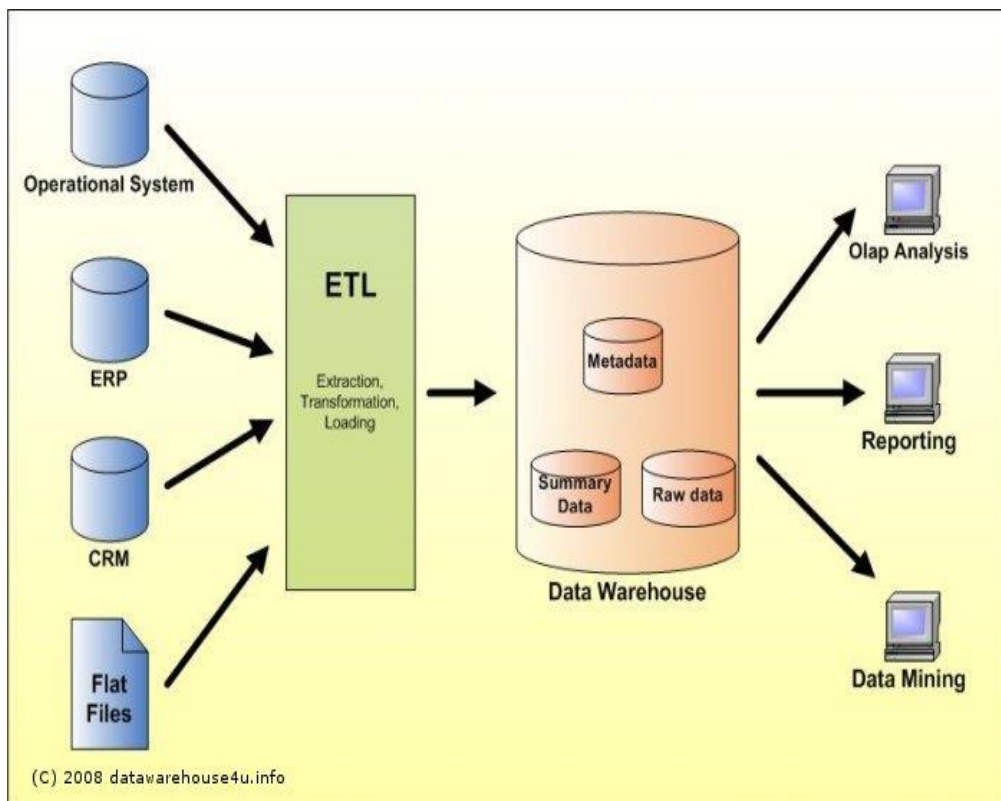 Operational System
ERP
CRM
Flat
Files
ETL
Extraction,
Transformation,
Loading
Metadata
Summary
Data
Raw data
Data Warehouse
Olap Analysis
Reporting
Data Mining
(C) 2008 datawarehouse4u.info